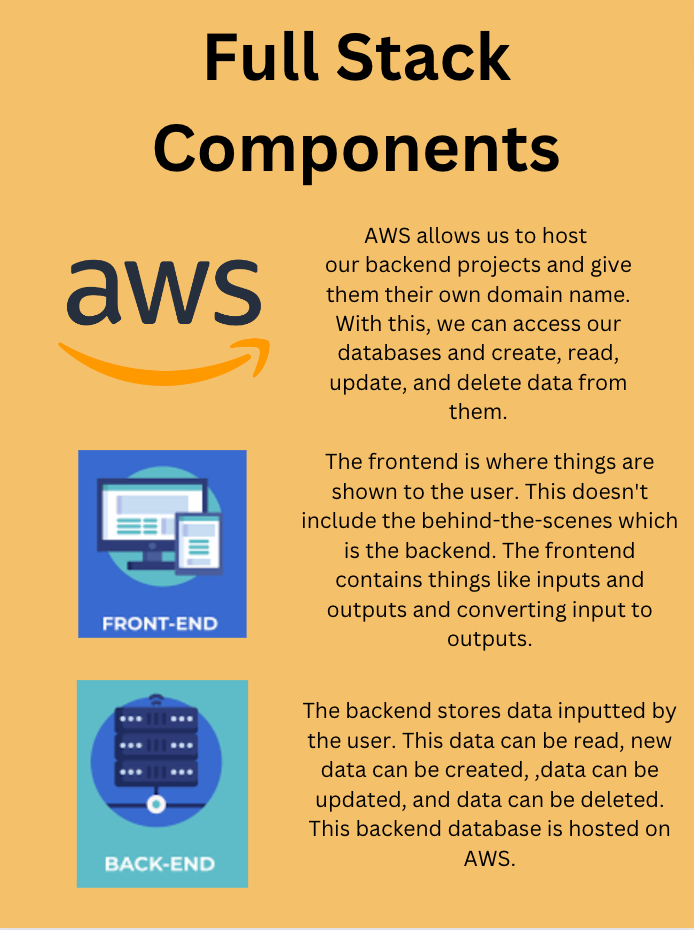 Full Stack
Components
aws
AWS allows us to host
our backend projects and give
them their own domain name.
With this, we can access our
databases and create, read,
update, and delete data from
them.
FRONT-END
The frontend is where things are
shown to the user. This doesn't
include the behind-the-scenes which
is the backend. The frontend
contains things like inputs and
outputs and converting input to
outputs.
BACK-END
The backend stores data inputted by
the user. This data can be read, new
data can be created, ,data can be
updated, and data can be deleted.
This backend database is hosted on
AWS.